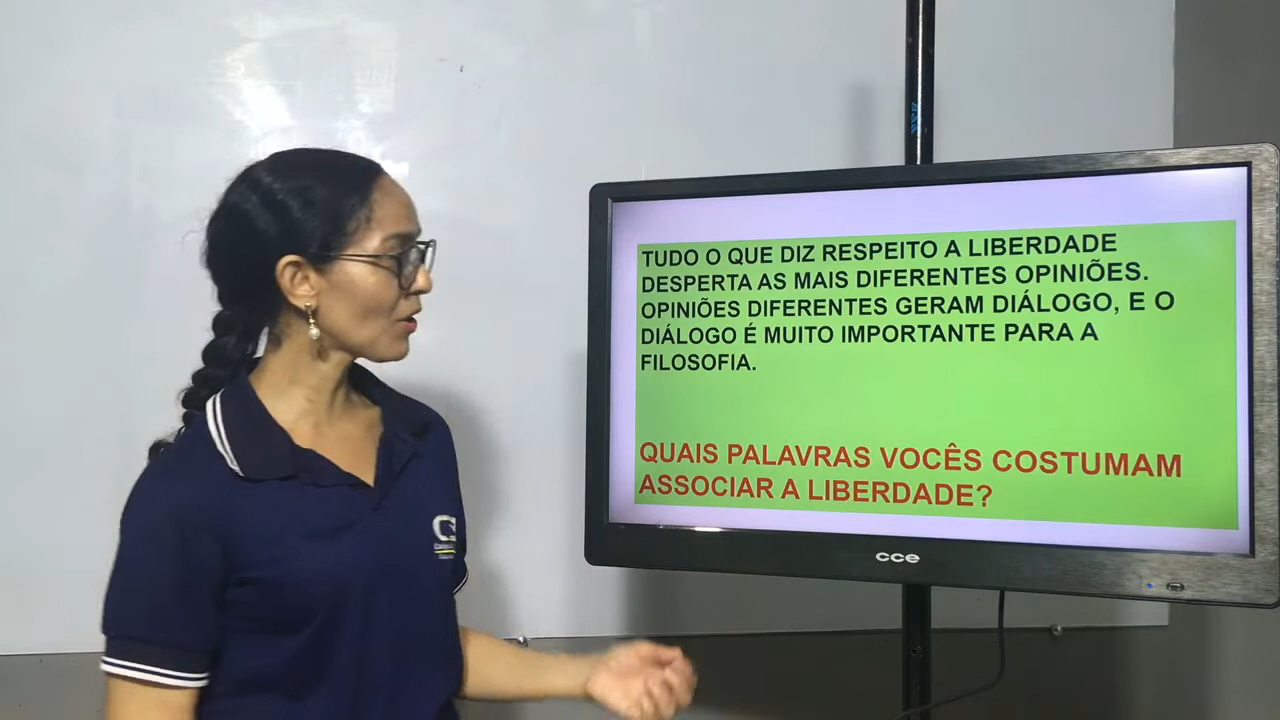 TUDO O QUE DIZ RESPEITO A LIBERDADE
DESPERTA AS MAIS DIFERENTES OPINIÕES.
OPINIÕES DIFERENTES GERAM DIÁLOGO, E O
DIÁLOGO É MUITO IMPORTANTE PARA A
FILOSOFIA.
QUAIS PALAVRAS VOCÊS COSTUMAM
ASSOCIAR A LIBERDADE?
cce